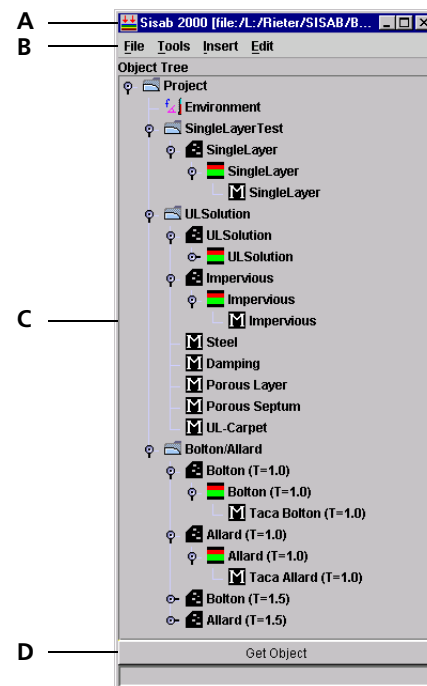 A
Sisab 2000 [file:/L:/Rieter/SISAB/B...
B
File Tools Insert Edit
Object Tree
Project
Environment
SingleLayerTest
SingleLayer
SingleLayer
M SingleLayer
ULSolution
ULSolution
ULSolution
Impervious
Impervious
C
M Impervious
M Steel
M Damping
M Porous Layer
M Porous Septum
M UL-Carpet
Bolton/Allard
Bolton (T=1.0)
Bolton (T=1.0)
M Taca Bolton (T=1.0)
Allard (T=1.0)
Allard (T=1.0)
M Taca Allard (T=1.0)
Bolton (T=1.5)
Allard (T=1.5)
D
Get Object